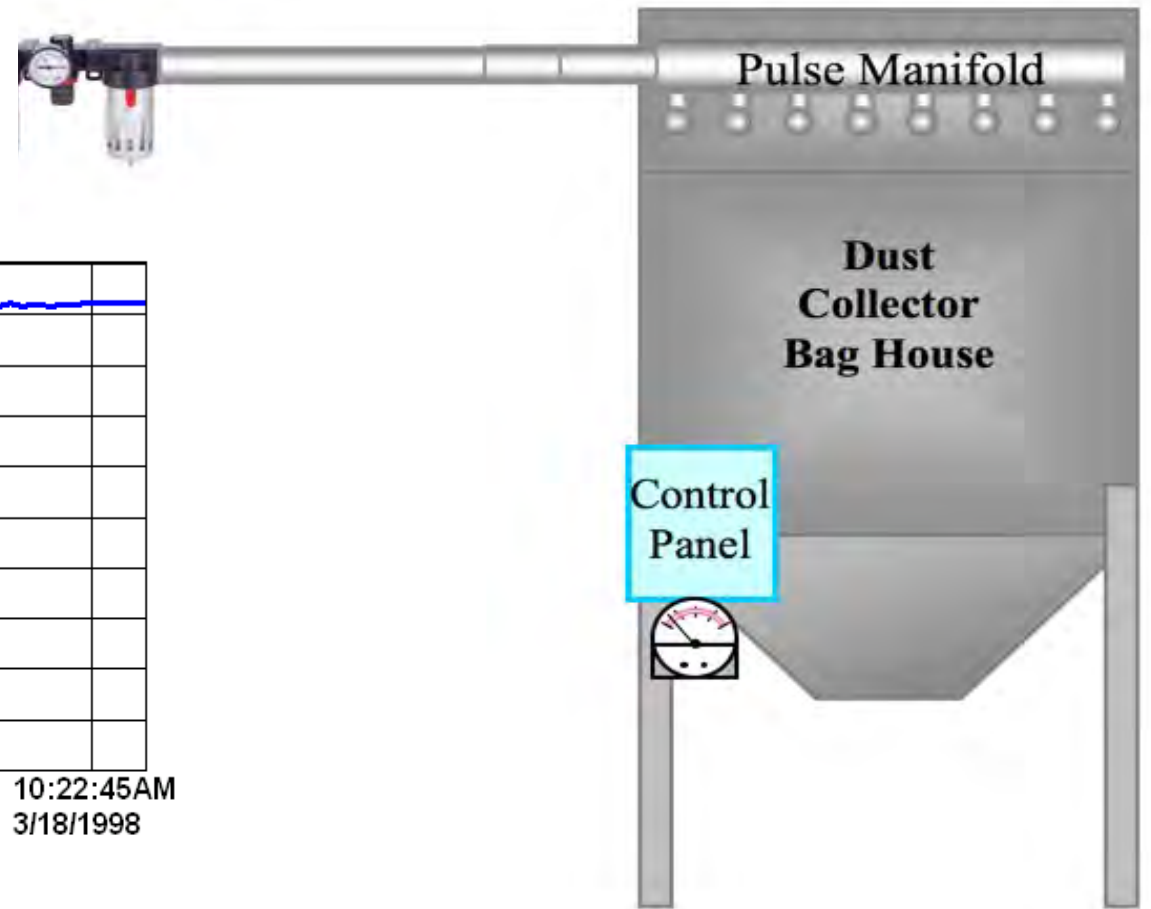 Pulse Manifold
Dust
Collector
Bag House
Control
Panel
10:22:45AM
3/18/1998